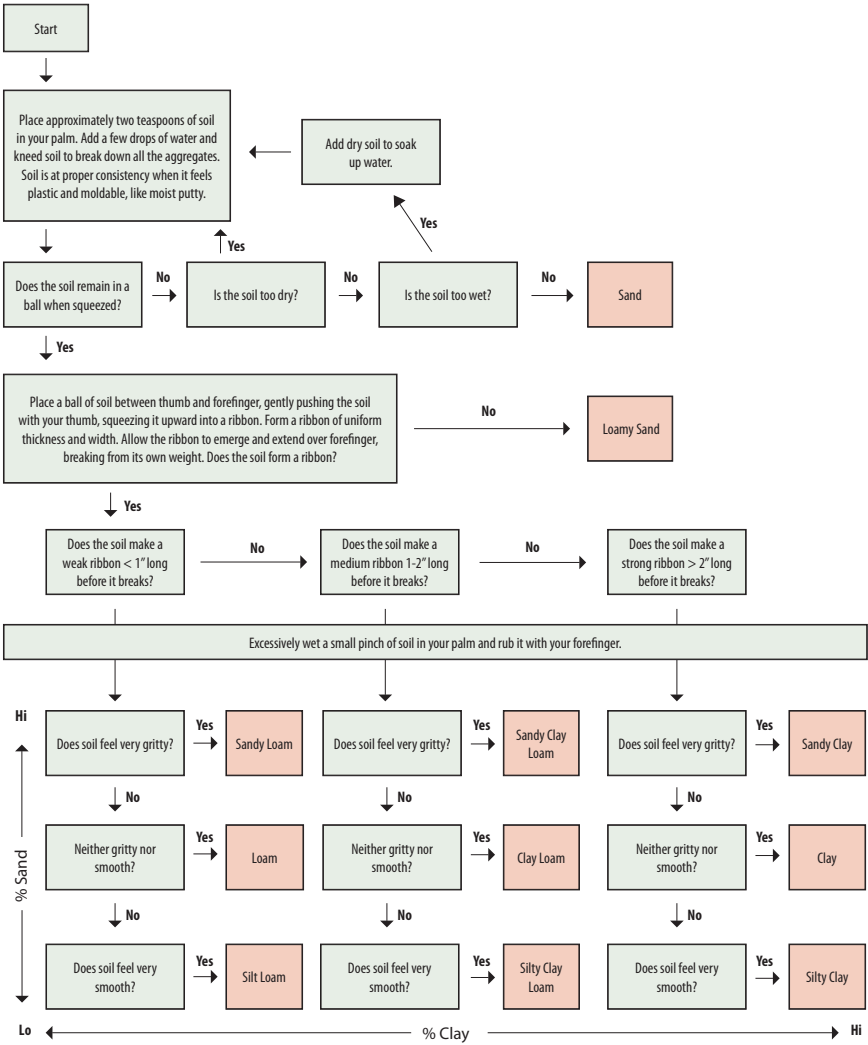 Start
Place approximately two teaspoons of soil
in your palm. Add a few drops of water and
kneed soil to break down all the aggregates.
Soil is at proper consistency when it feels
plastic and moldable, like moist putty.
Add dry soil to soak
up water.
Yes
Yes
Does the soil remain in a
ball when squeezed?
No
Is the soil too dry?
No
Is the soil too wet?
No
Sand
Yes
Place a ball of soil between thumb and forefinger, gently pushing the soil
with your thumb, squeezing it upward into a ribbon. Form a ribbon of uniform
thickness and width. Allow the ribbon to emerge and extend over forefinger,
breaking from its own weight. Does the soil form a ribbon?
No
Loamy Sand
Yes
Does the soil make a
weak ribbon < 1" long
before it breaks?
No
Does the soil make a
medium ribbon 1-2" long
before it breaks?
No
Does the soil make a
strong ribbon > 2" long
before it breaks?
Excessively wet a small pinch of soil in your palm and rub it with your forefinger.
Hi
Does soil feel very gritty?
Yes
Sandy Loam
Does soil feel very gritty?
Yes
Sandy Clay
Loam
Does soil feel very gritty?
Yes
Sandy Clay
No
No
No
% Sand
Neither gritty nor
smooth?
Yes
Loam
Neither gritty nor
smooth?
Yes
Clay Loam
Neither gritty nor
smooth?
Yes
Clay
No
No
No
Does soil feel very
smooth?
Yes
Silt Loam
Does soil feel very
smooth?
Yes
Silty Clay
Loam
Does soil feel very
smooth?
Yes
Silty Clay
Lo
% Clay
Hi